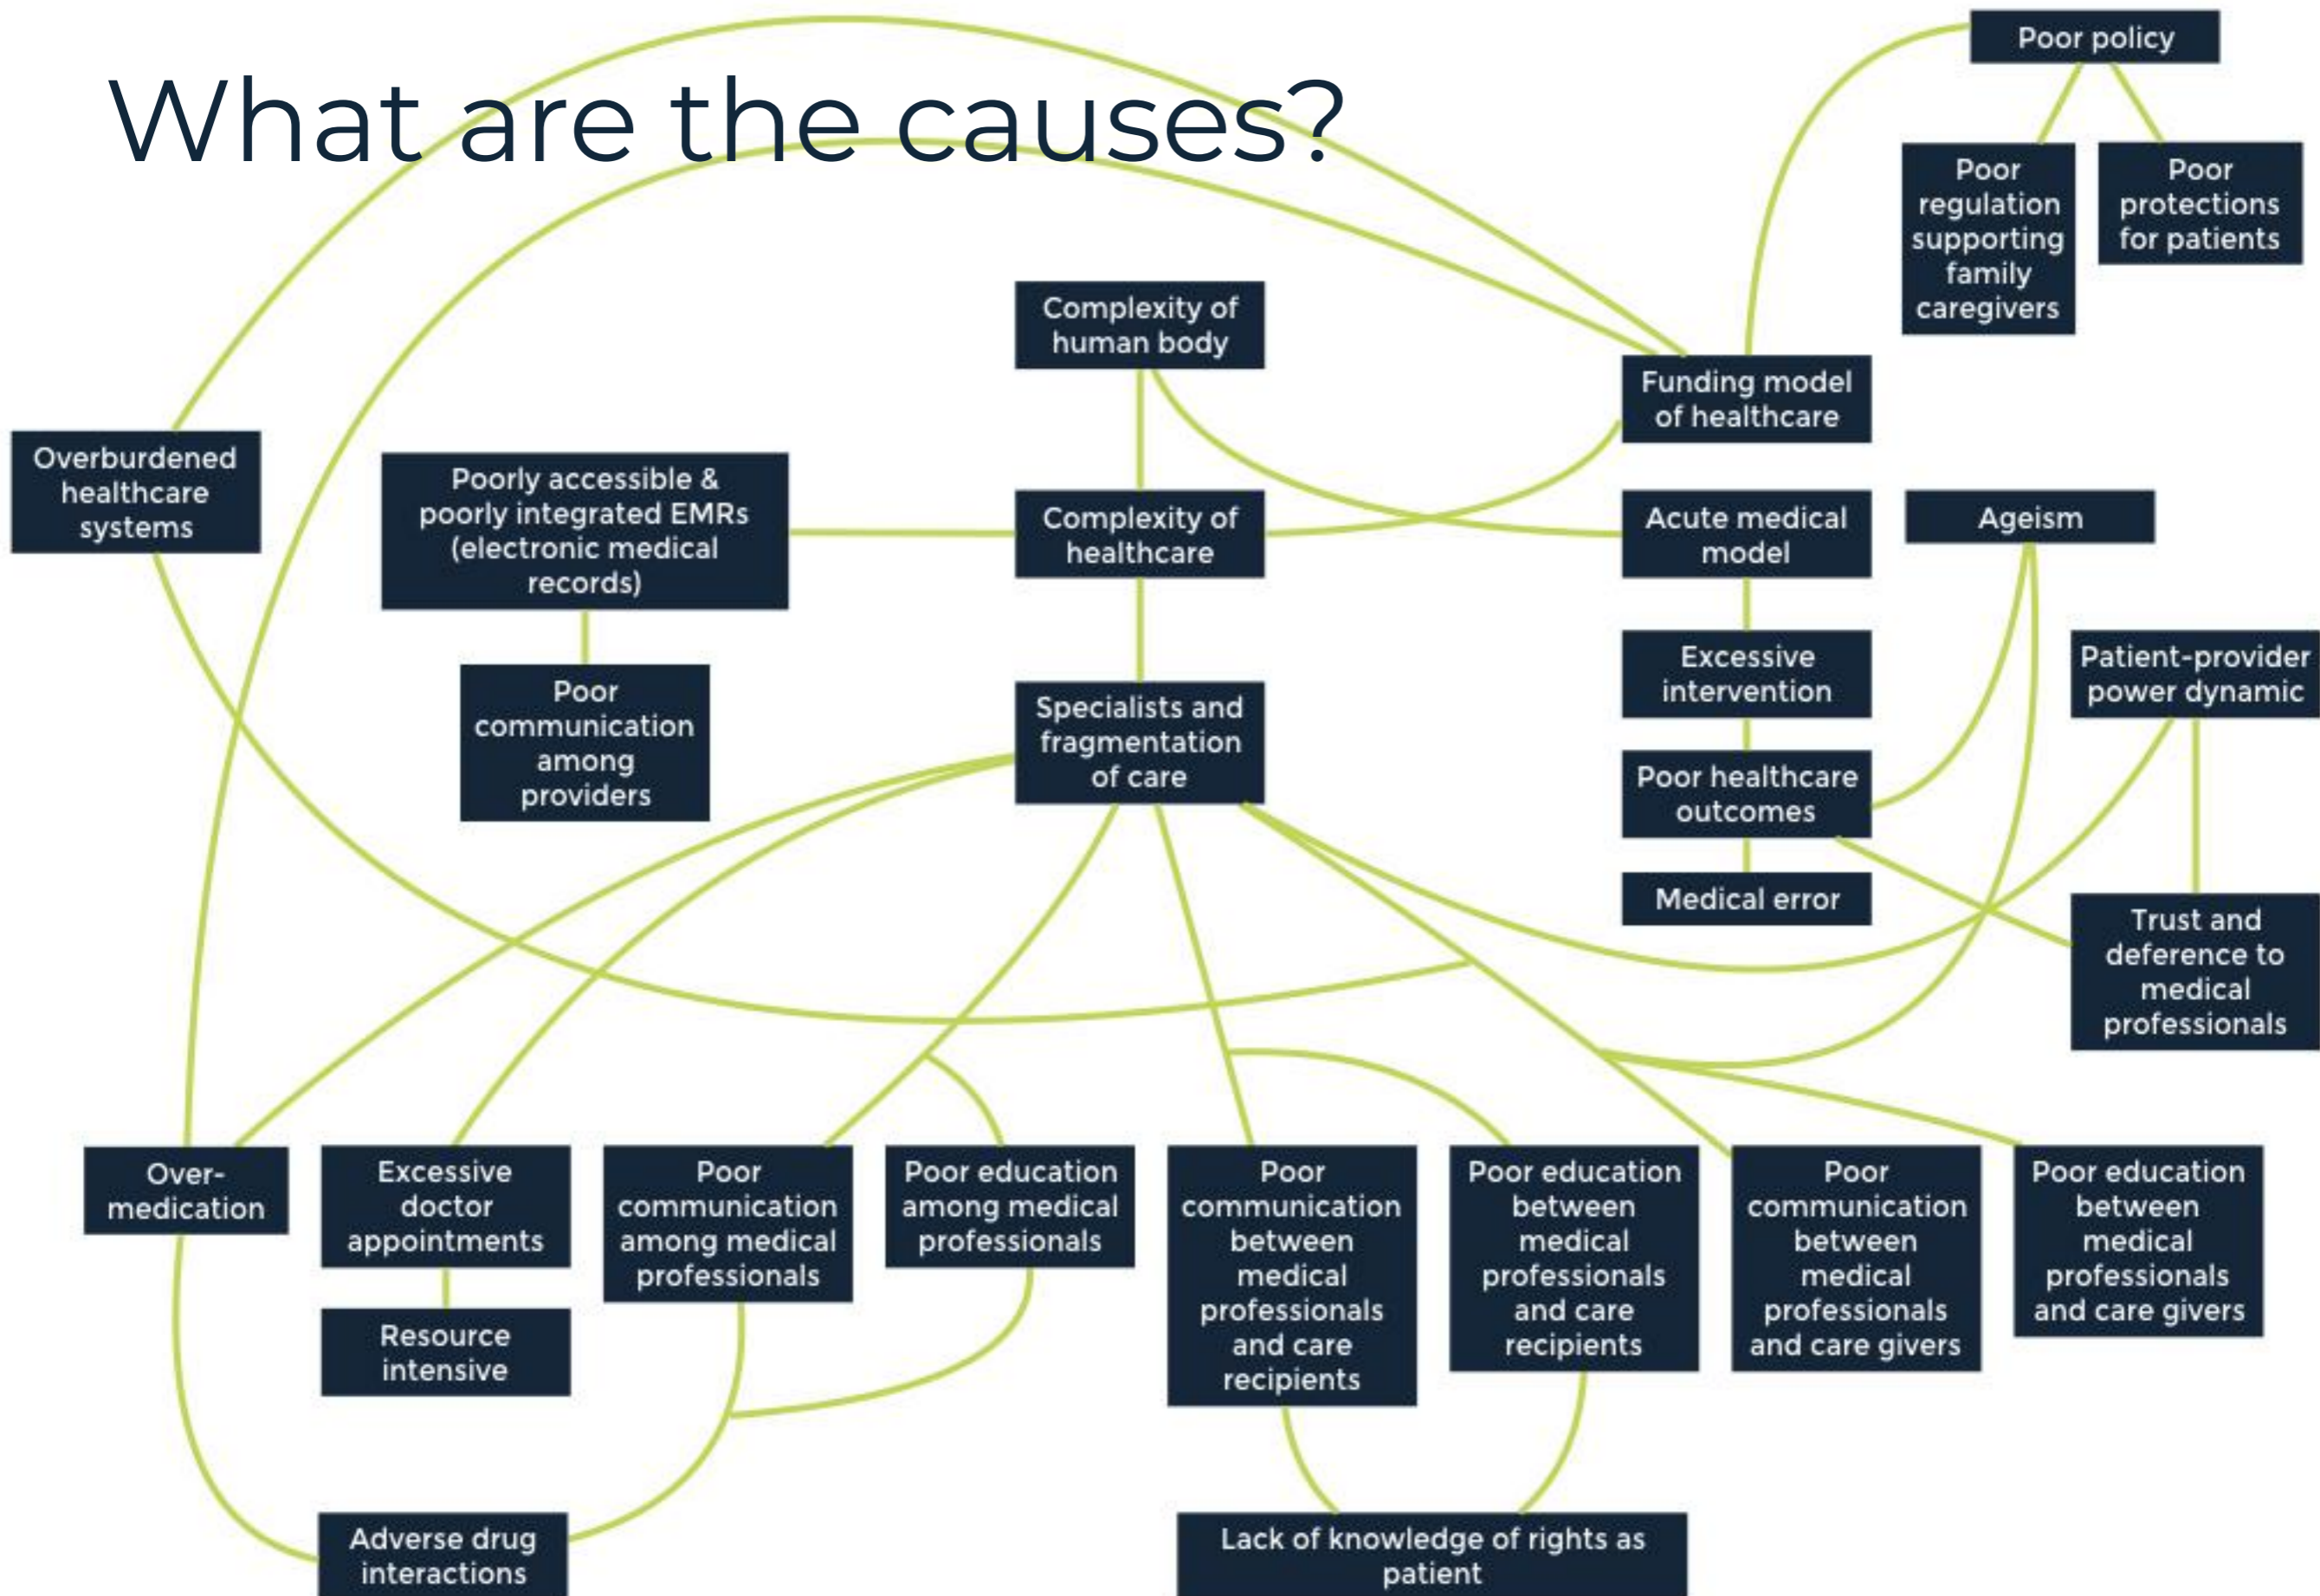 What are the causes?
Poor policy
Poor
regulation
supporting
family
caregivers
Poor
protections
for patients
Complexity of
human body
Funding model
of healthcare
Overburdened
healthcare
systems
Poorly accessible &
poorly integrated EMRs
(electronic medical
records)
Complexity of
healthcare
Acute medical
model
Ageism
Poor
communication
among
providers
Specialists and
fragmentation
of care
Excessive
intervention
Patient-provider
power dynamic
Poor healthcare
outcomes
Medical error
Trust and
deference to
medical
professionals
Over-
medication
Excessive
doctor
appointments
Poor
communication
among medical
professionals
Poor education
among medical
professionals
Poor
communication
between
medical
professionals
and care
recipients
Poor education
between
medical
professionals
and care
recipients
Poor
communication
between
medical
professionals
and care givers
Poor education
between
medical
professionals
and care givers
Resource
intensive
Adverse drug
interactions
Lack of knowledge of rights as
patient